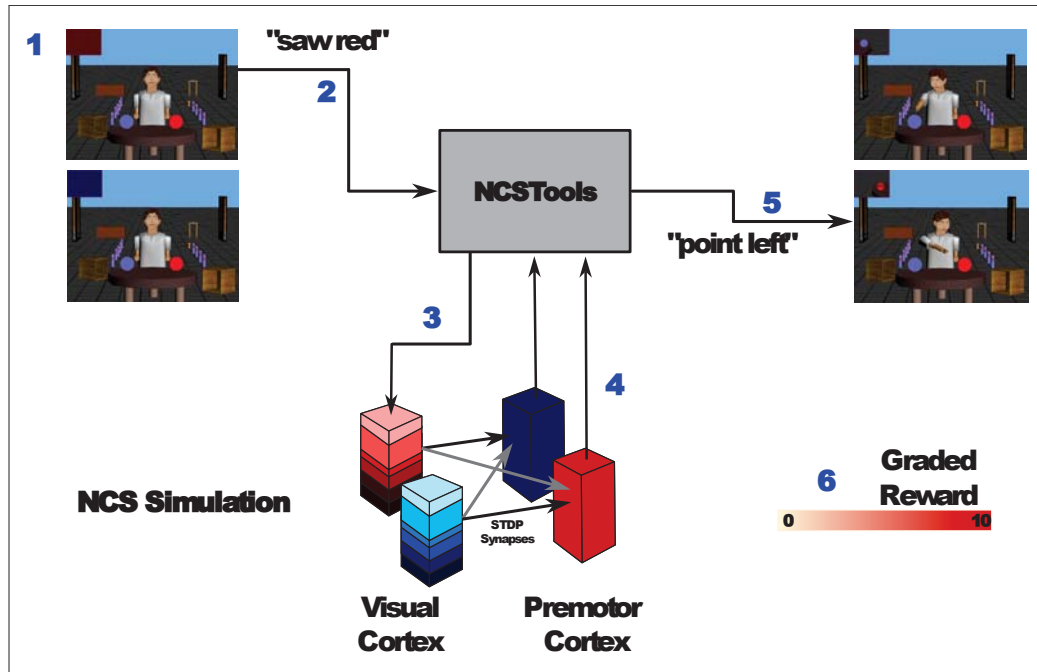 1
"saw red"
2
NCSTools
5
"point left"
3
4
NCS Simulation
STDP
Synapses
Visual
Cortex
Premotor
Cortex
6
Graded
Reward
0
10